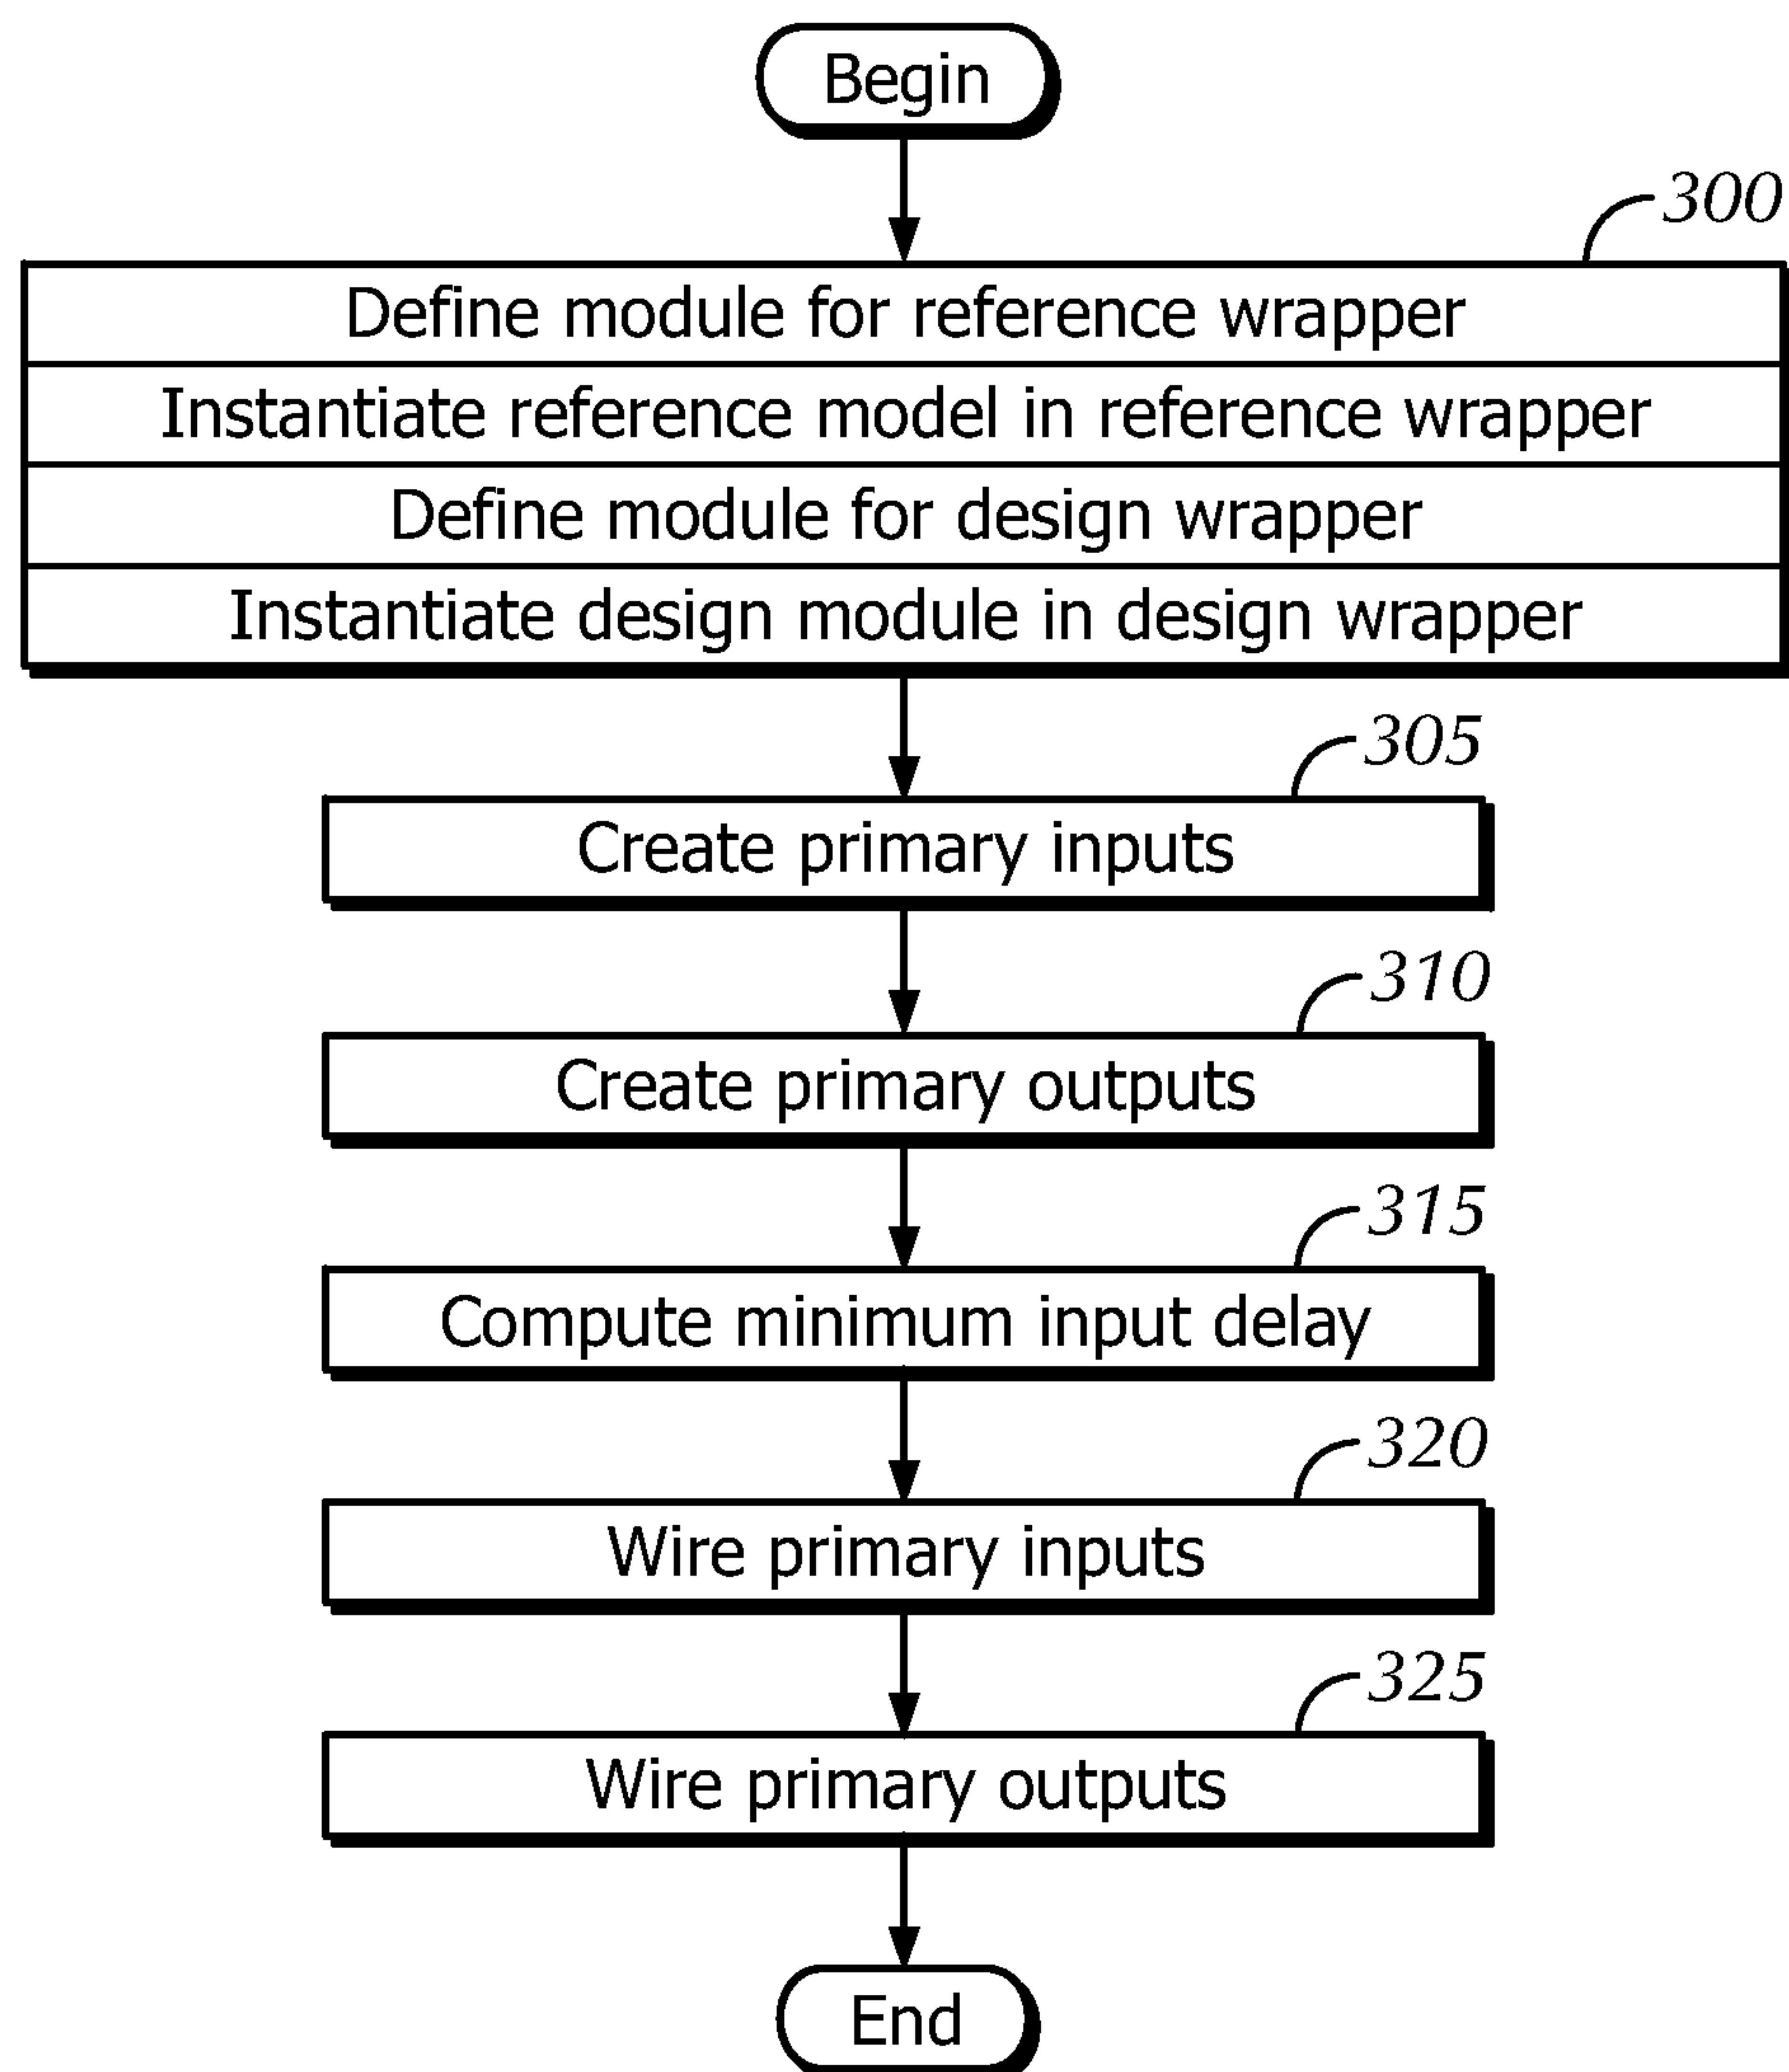 Begin
300
Define module for reference wrapper
Instantiate reference model in reference wrapper
Define module for design wrapper
Instantiate design module in design wrapper
305
Create primary inputs
310
Create primary outputs
315
Compute minimum input delay
320
Wire primary inputs
325
Wire primary outputs
End